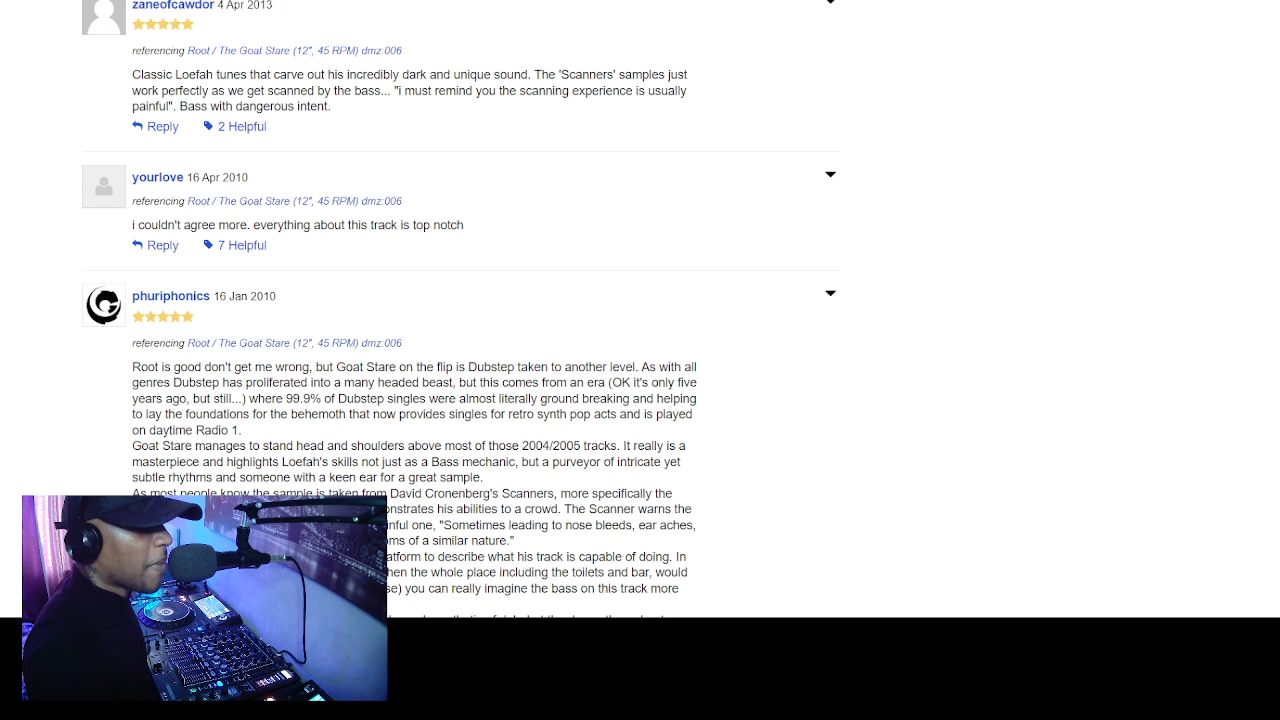 zaneofcawdor 4 Apr 2013
referencing Root / The Goat Stare (12", 45 RPM) dmz:006
Classic Loefah tunes that carve out his incredibly dark and unique sound. The 'Scanners' samples just
work perfectly as we get scanned by the bass... "i must remind you the scanning experience is usually
painful". Bass with dangerous intent.
Reply 2 Helpful
yourlove 16 Apr 2010
referencing Root / The Goat Stare (12", 45 RPM) dmz:006
i couldn't agree more. everything about this track is top notch
Reply 7 Helpful
phuriphonics 16 Jan 2010
referencing Root / The Goat Stare (12", 45 RPM) dmz:006
Root is good don't get me wrong, but Goat Stare on the flip is Dubstep taken to another level. As with all
genres Dubstep has proliferated into a many headed beast, but this comes from an era (OK it's only five
years ago, but still...) where 99.9% of Dubstep singles were almost literally ground breaking and helping
to lay the foundations for the behemoth that now provides singles for retro synth pop acts and is played
on daytime Radio 1.
Goat Stare manages to stand head and shoulders above most of those 2004/2005 tracks. It really is a
masterpiece and highlights Loefah's skills not just as a Bass mechanic, but a purveyor of intricate yet
subtle rhythms and someone with a keen ear for a great sample.
As most people know the sample is taken from David Cronenberg's Scanners, more specifically the
his abilities to a crowd. The Scanner warns the
one, "Sometimes leading to nose bleeds, ear aches,
of a similar nature."
to describe what his track is capable of doing. In
the whole place including the toilets and bar, would
you can really imagine the bass on this track more